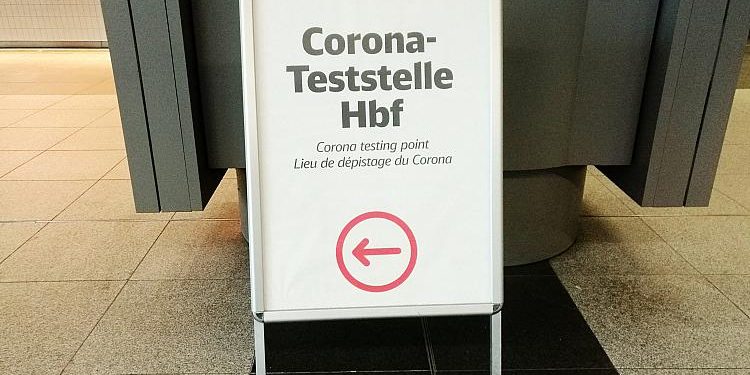 Corona-
Teststelle
Hbf
Corona testing point
Lieu de dépistage du Corona